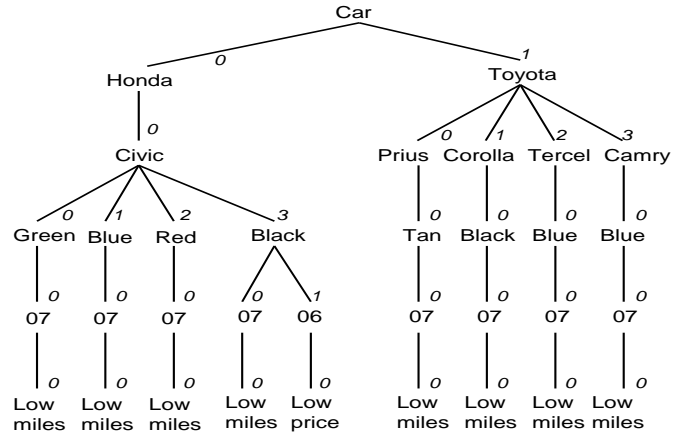 Car
0 1
Honda Toyota
0 0 1 2 3
Civic Prius Corolla Tercel Camry
0 1 2 3 0 0 0 0
Green Blue Red Black Tan Black Blue Blue
0 0 0 0 1 0 0 0 0
07 07 07 07 06 07 07 07 07
0 0 0 0 0 0 0 0 0
Low Low Low Low Low Low Low Low Low
miles miles miles miles price miles miles miles miles